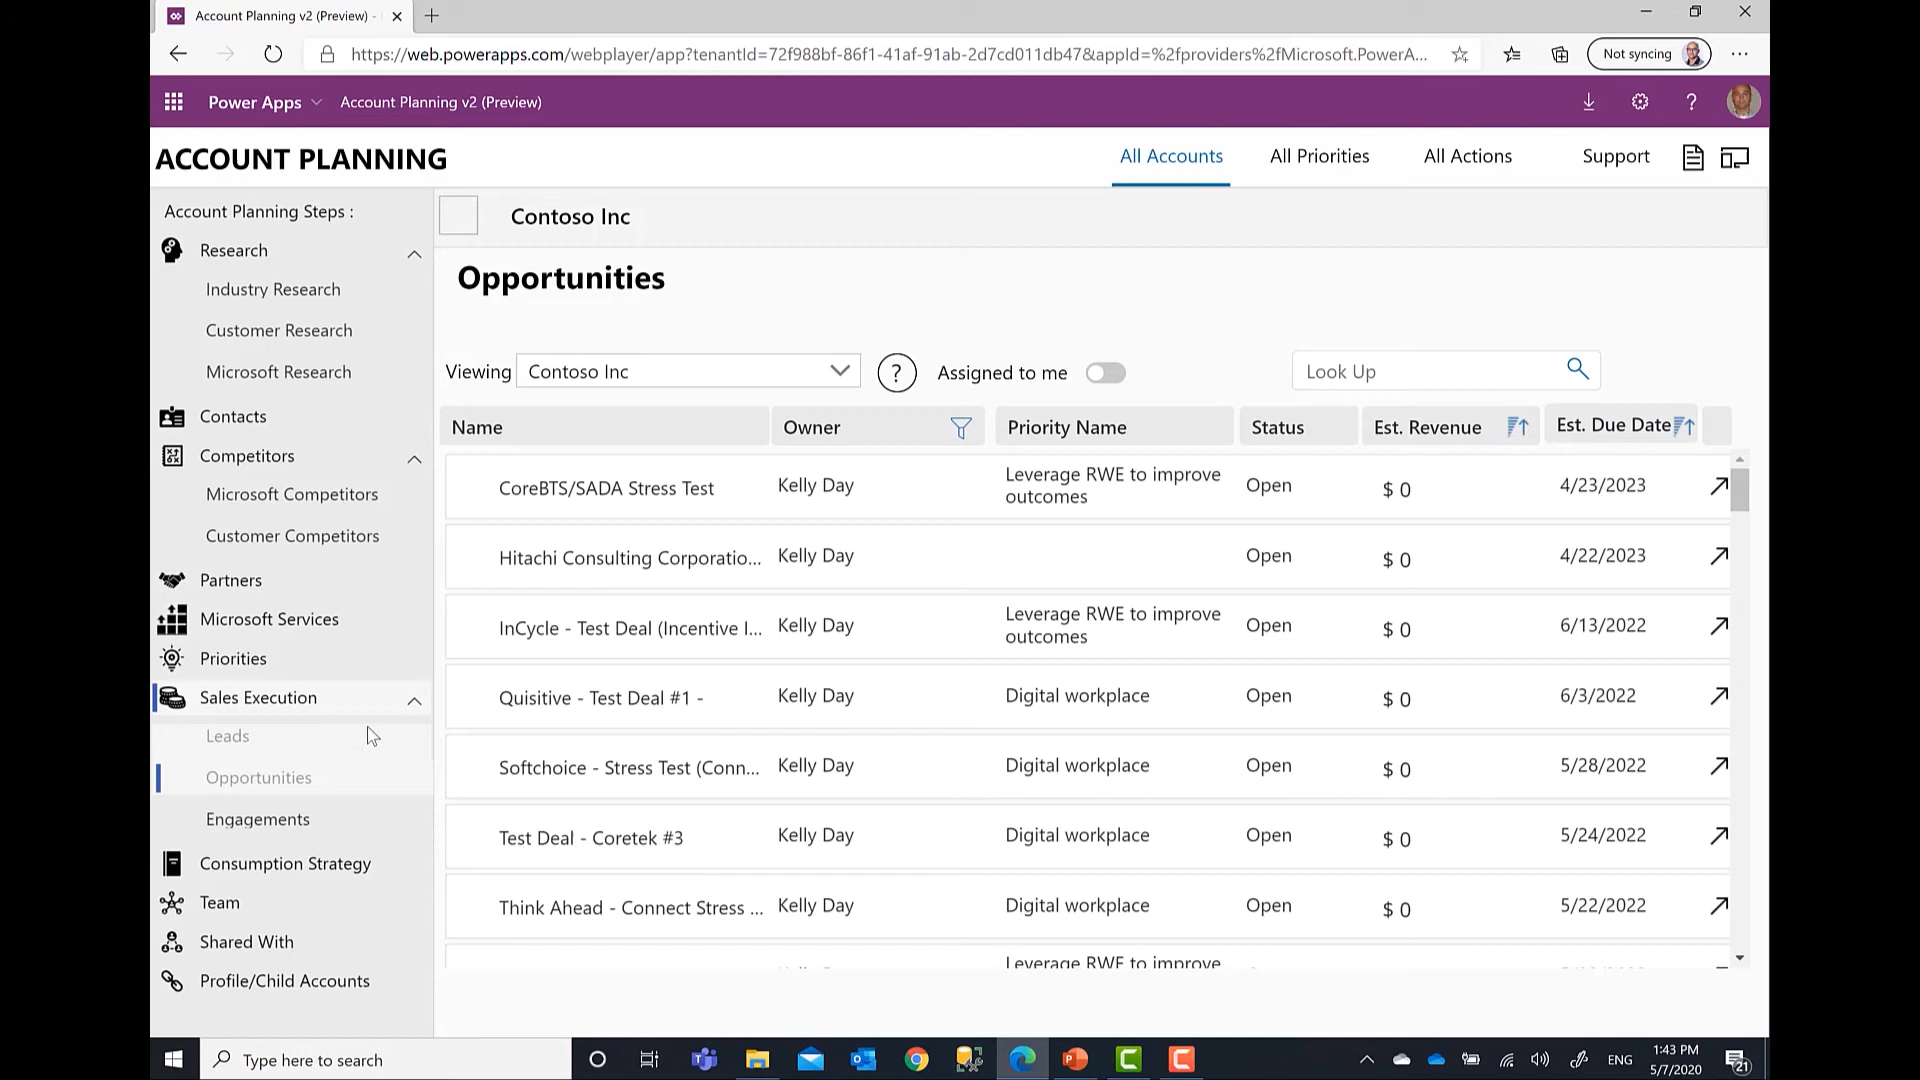 Account Planning v2 (Preview) -
https://web.powerapps.com/webplayer/app?tenantId=72f988bf-86f1-41af-91ab-2d7cd011db47&appId=%2fproviders%2fMicrosoft.PowerA...
Not syncing
Power Apps
Account Planning v2 (Preview)
?
ACCOUNT PLANNING
All Accounts
All Priorities
All Actions
Support
Account Planning Steps :
Research
Industry Research
Customer Research
Microsoft Research
Contacts
Competitors
Microsoft Competitors
Customer Competitors
Partners
Microsoft Services
Priorities
Sales Execution
Leads
Opportunities
Engagements
Consumption Strategy
Team
Shared With
Profile/Child Accounts
Contoso Inc
Opportunities
Viewing Contoso Inc ? Assigned to me Look Up
Name Owner Priority Name Status Est. Revenue Est. Due Date
CoreBTS/SADA Stress Test Kelly Day Leverage RWE to improve outcomes Open $ 0 4/23/2023
Hitachi Consulting Corporatio... Kelly Day Open $ 0 4/22/2023
InCycle - Test Deal (Incentive I... Kelly Day Leverage RWE to improve outcomes Open $ 0 6/13/2022
Quisitive - Test Deal #1 - Kelly Day Digital workplace Open $ 0 6/3/2022
Softchoice - Stress Test (Conn... Kelly Day Digital workplace Open $ 0 5/28/2022
Test Deal - Coretek #3 Kelly Day Digital workplace Open $ 0 5/24/2022
Think Ahead - Connect Stress ... Kelly Day Digital workplace Open $ 0 5/22/2022
Leverage RWE to improve
Type here to search
ENG
1:43 PM
5/7/2020
21